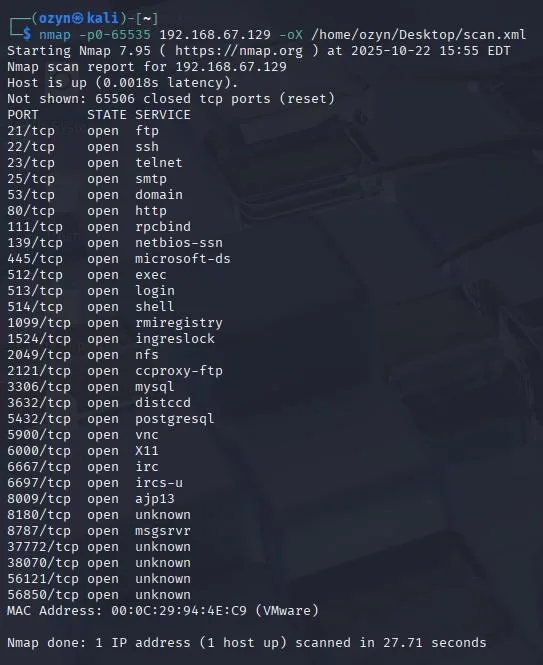 ┌──(ozyn㉿kali)-[~]
└─$ nmap -p0-65535 192.168.67.129 -oX /home/ozyn/Desktop/scan.xml
Starting Nmap 7.95 ( https://nmap.org ) at 2025-10-22 15:55 EDT
Nmap scan report for 192.168.67.129
Host is up (0.0018s latency).
Not shown: 65506 closed tcp ports (reset)
PORT      STATE SERVICE
21/tcp    open  ftp
22/tcp    open  ssh
23/tcp    open  telnet
25/tcp    open  smtp
53/tcp    open  domain
80/tcp    open  http
111/tcp   open  rpcbind
139/tcp   open  netbios-ssn
445/tcp   open  microsoft-ds
512/tcp   open  exec
513/tcp   open  login
514/tcp   open  shell
1099/tcp  open  rmiregistry
1524/tcp  open  ingreslock
2049/tcp  open  nfs
2121/tcp  open  ccproxy-ftp
3306/tcp  open  mysql
3632/tcp  open  distccd
5432/tcp  open  postgresql
5900/tcp  open  vnc
6000/tcp  open  X11
6667/tcp  open  irc
6697/tcp  open  ircs-u
8009/tcp  open  ajp13
8180/tcp  open  unknown
8787/tcp  open  msgsrvr
37772/tcp open  unknown
38070/tcp open  unknown
56121/tcp open  unknown
56850/tcp open  unknown
MAC Address: 00:0C:29:94:4E:C9 (VMware)

Nmap done: 1 IP address (1 host up) scanned in 27.71 seconds